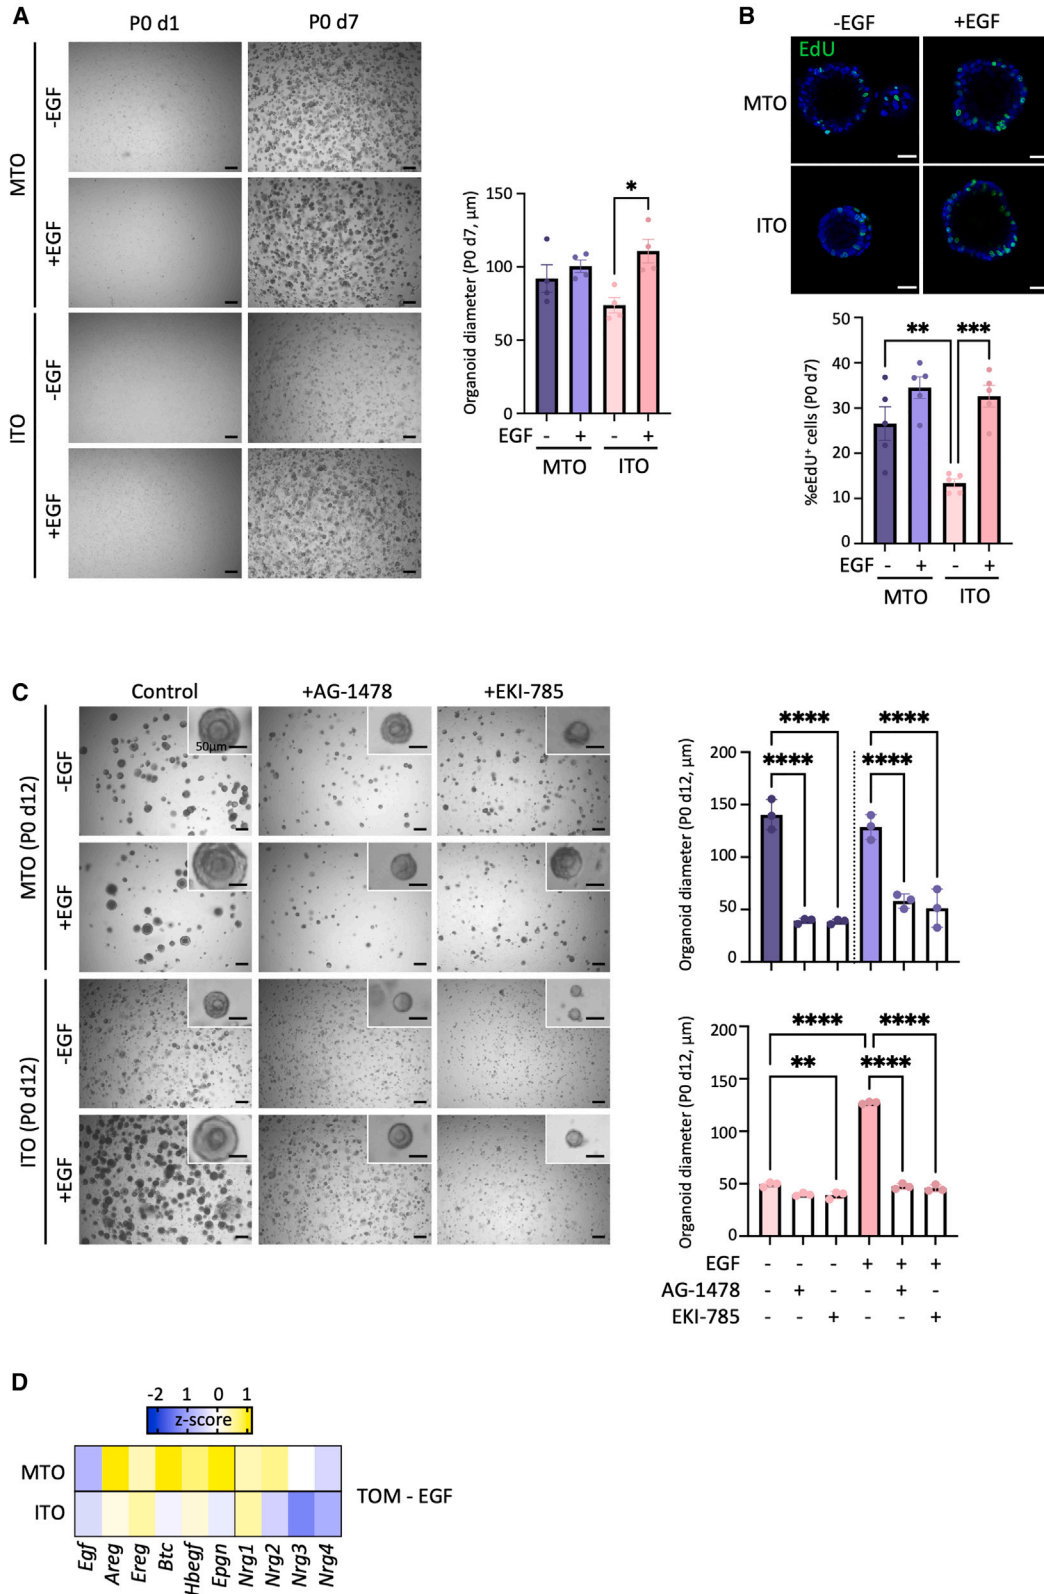 A
P0 d1
P0 d7
MTO
-EGF
+EGF
ITO
-EGF
+EGF
Organoid diameter (P0 d7, μm)
150
100
50
0
*
EGF - + - +
MTO ITO
B
-EGF
+EGF
EdU
MTO
ITO
%eEdU+ cells (P0 d7)
50
40
30
20
10
0
** ***
EGF - + - +
MTO ITO
C
Control
+AG-1478
+EKI-785
50μm
MTO (P0 d12)
-EGF
+EGF
ITO (P0 d12)
-EGF
+EGF
Organoid diameter (P0 d12, μm)
200
150
100
50
0
**** ****
**** ****
Organoid diameter (P0 d12, μm)
200
150
100
50
0
**** ****
** ****
EGF - - - + + +
AG-1478 - + - - + -
EKI-785 - - + - - +
D
-2 1 0 1
z-score
MTO
ITO
TOM - EGF
Egf Areg Ereg Btc Hbegf Epgn Nrg1 Nrg2 Nrg3 Nrg4